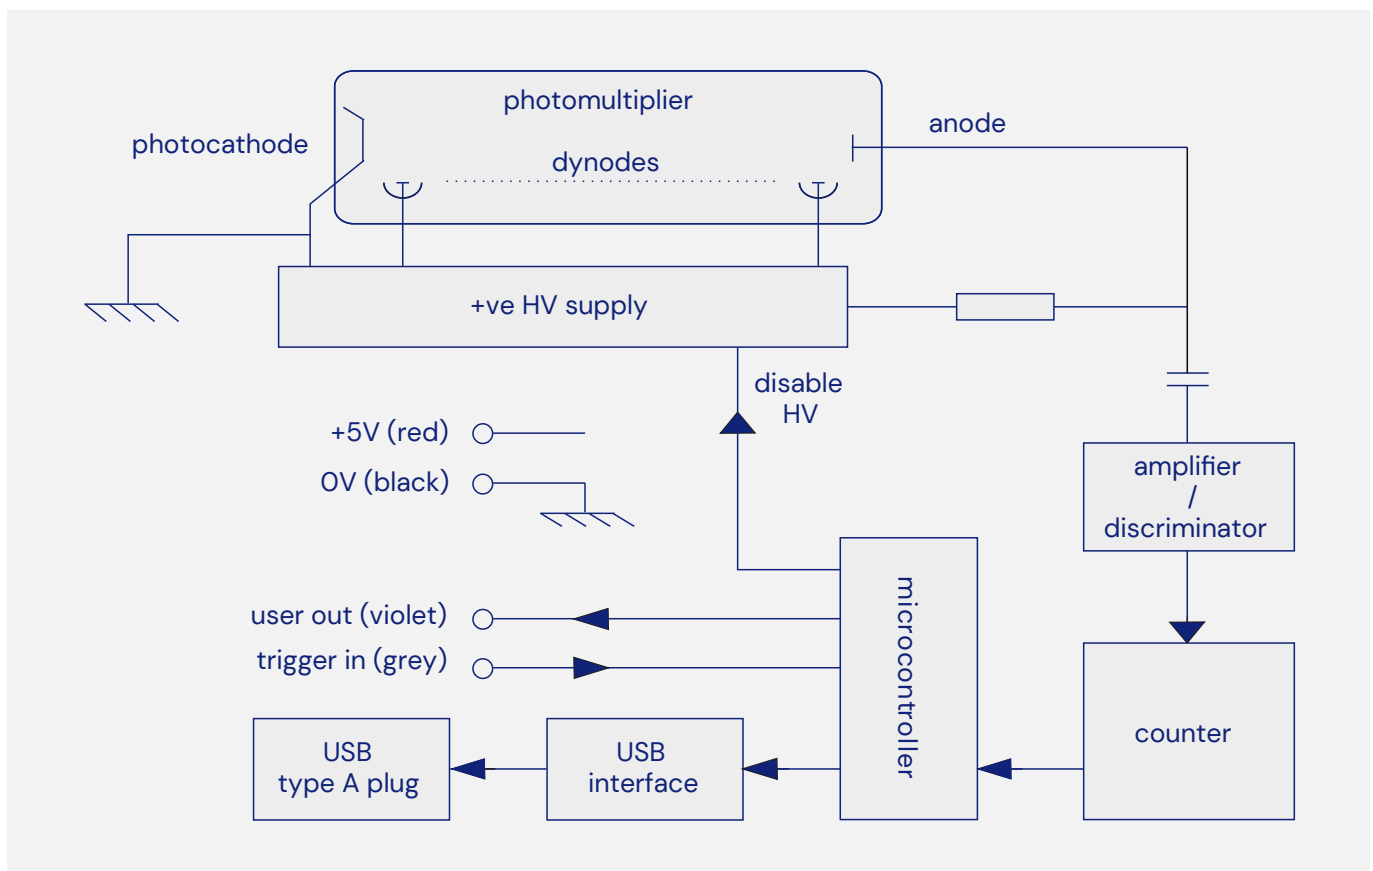 photomultiplier
anode
photocathode
dynodes
+ve HV supply
disable
HV
+5V (red)
0V (black)
amplifier
/
discriminator
microcontroller
user out (violet)
trigger in (grey)
counter
USB
type A plug
USB
interface